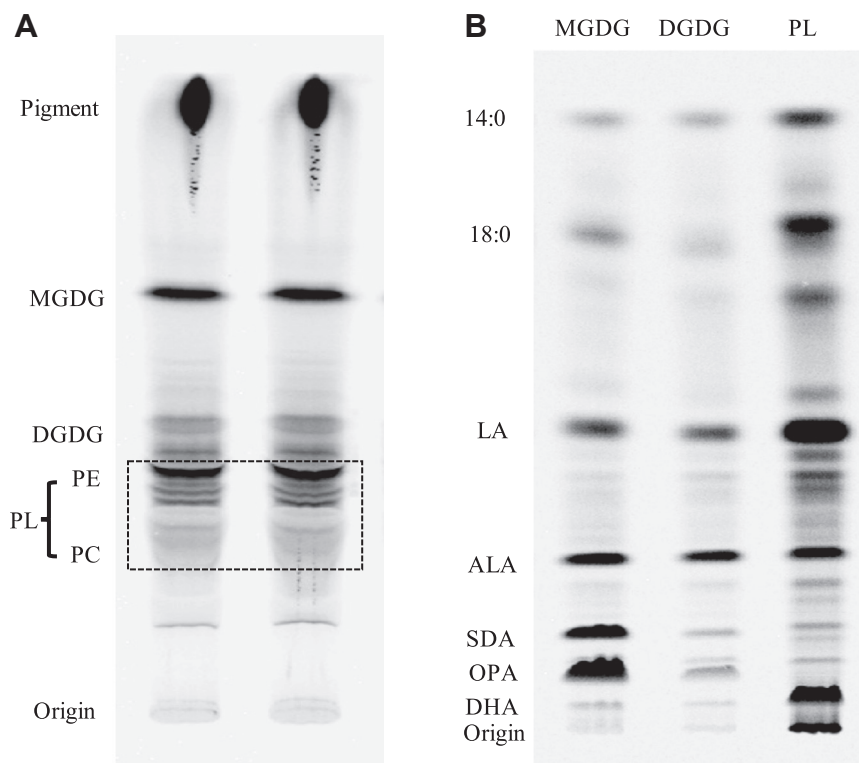 A
Pigment
MGDG
DGDG
PE
PL
PC
Origin
B
MGDG DGDG PL
14:0
18:0
LA
ALA
SDA
OPA
DHA
Origin